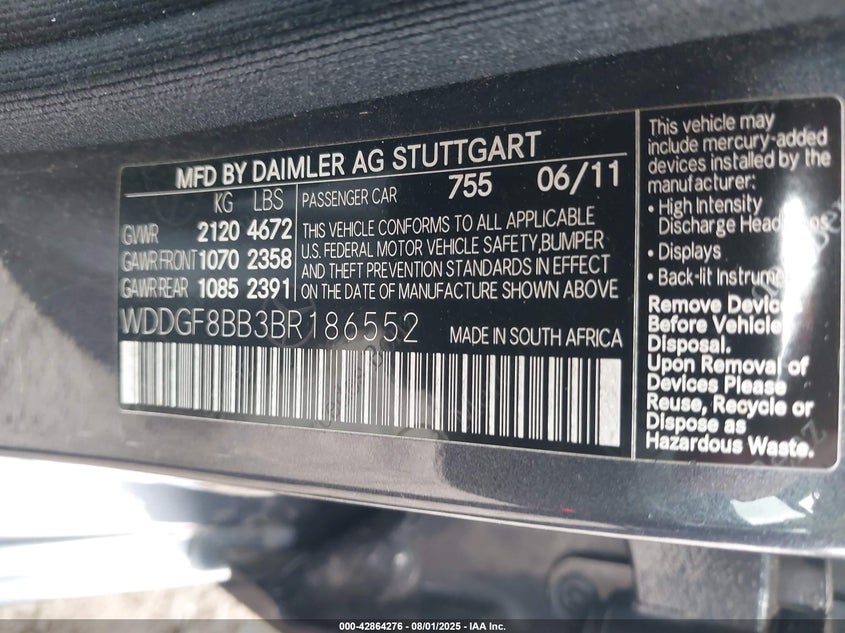 MFD BY DAIMLER AG STUTTGART
KG LBS
GVWR 2120 4672
GAWR FRONT 1070 2358
GAWR REAR 1085 2391
PASSENGER CAR 755 06/11
THIS VEHICLE CONFORMS TO ALL APPLICABLE
U.S. FEDERAL MOTOR VEHICLE SAFETY,BUMPER
AND THEFT PREVENTION STANDARDS IN EFFECT
ON THE DATE OF MANUFACTURE SHOWN ABOVE
WDDGF8BB3BR186552 MADE IN SOUTH AFRICA
This vehicle may
include mercury-added
devices installed by the
manufacturer:
• High Intensity
Discharge
• Displays
• Back-lit
Remove
Before Vehicle
Disposal.
Upon Removal of
Devices Please
Reuse, Recycle or
Dispose as
Hazardous Waste.
000-42864276 - 08/01/2025 - IAA Inc.